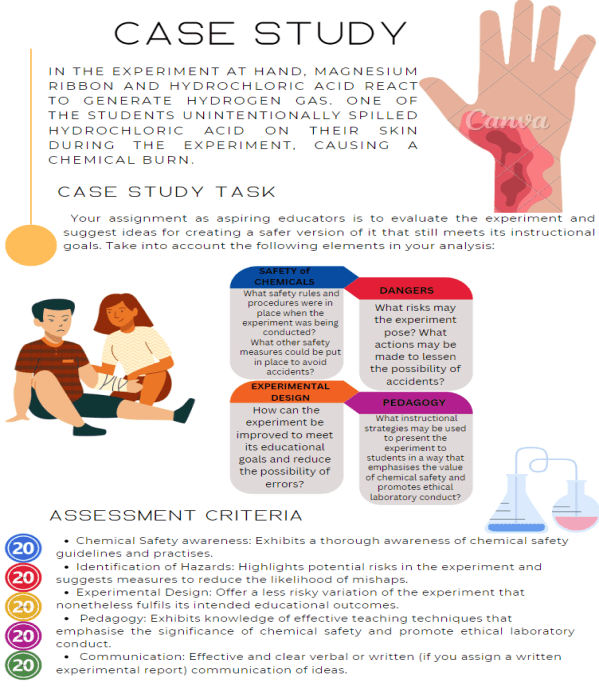 CASE STUDY
IN THE EXPERIMENT AT HAND, MAGNESIUM
RIBBON AND HYDROCHLORIC ACID REACT
TO GENERATE HYDROGEN GAS. ONE OF
THE STUDENTS UNINTENTIONALLY SPILLED
HYDROCHLORIC ACID ON THEIR SKIN
DURING THE EXPERIMENT, CAUSING A
CHEMICAL BURN.
Canva
CASE STUDY TASK
Your assignment as aspiring educators is to evaluate the experiment and
suggest ideas for creating a safer version of it that still meets its instructional
goals. Take into account the following elements in your analysis:
SAFETY of
CHEMICALS
What safety rules and
procedures were in
place when the
experiment was being
conducted?
What other safety
measures could be put
in place to avoid
accidents?
DANGERS
What risks may
the experiment
pose? What
actions may be
made to lessen
the possibility of
accidents?
EXPERIMENTAL
DESIGN
How can the
experiment be
improved to meet
its educational
goals and reduce
the possibility of
errors?
PEDAGOGY
What instructional
strategies may be used
to present the
experiment to
students in a way that
emphasises the value
of chemical safety and
promotes ethical
laboratory conduct?
ASSESSMENT CRITERIA
20
• Chemical Safety awareness: Exhibits a thorough awareness of chemical safety
guidelines and practises.
20
• Identification of Hazards: Highlights potential risks in the experiment and
suggests measures to reduce the likelihood of mishaps.
20
• Experimental Design: Offer a less risky variation of the experiment that
nonetheless fulfils its intended educational outcomes.
20
• Pedagogy: Exhibits knowledge of effective teaching techniques that
emphasise the significance of chemical safety and promote ethical laboratory
conduct.
20
• Communication: Effective and clear verbal or written (if you assign a written
experimental report) communication of ideas.